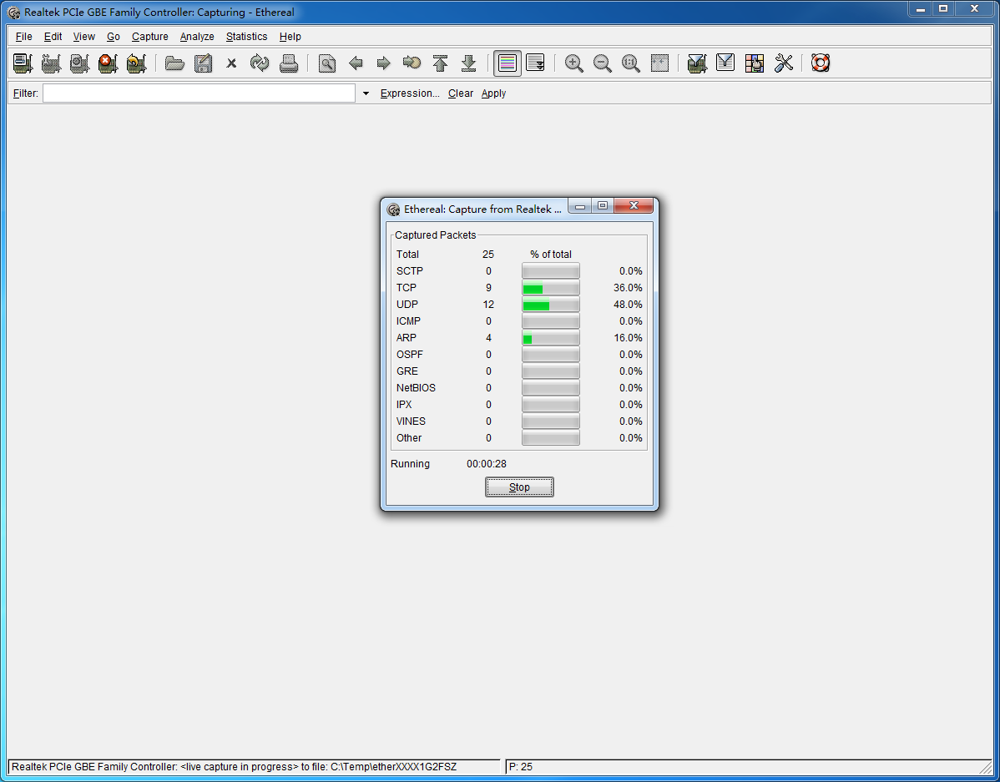 Realtek PCIe GBE Family Controller: Capturing - Ethereal
File Edit View Go Capture Analyze Statistics Help
Filter: Expression... Clear Apply
Ethereal: Capture from Realtek ...
Captured Packets
Total 25 % of total
SCTP 0 0.0%
TCP 9 36.0%
UDP 12 48.0%
ICMP 0 0.0%
ARP 4 16.0%
OSPF 0 0.0%
GRE 0 0.0%
NetBIOS 0 0.0%
IPX 0 0.0%
VINES 0 0.0%
Other 0 0.0%
Running 00:00:28
Stop
Realtek PCIe GBE Family Controller: <live capture in progress> to file: C:\Temp\etherXXXX1G2FSZ P: 25